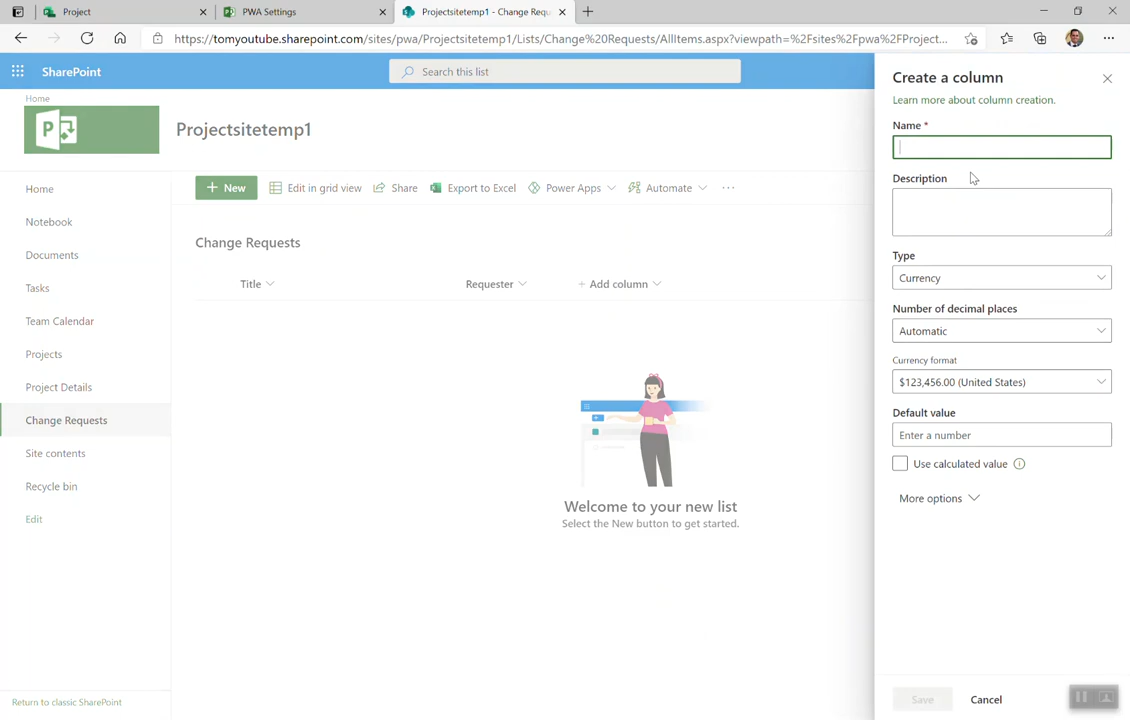 Project
PWA Settings
Projectsitetemp1 - Change Requ
https://tomyoutube.sharepoint.com/sites/pwa/Projectsitetemp1/Lists/Change%20Requests/AllItems.aspx?viewpath=%2Fsites%2Fpwa%2FProject...
SharePoint
Search this list
Home
P
Projectsitetemp1
Home
Notebook
Documents
Tasks
Team Calendar
Projects
Project Details
Change Requests
Site contents
Recycle bin
Edit
Return to classic SharePoint
+ New
Edit in grid view
Share
Export to Excel
Power Apps
Automate
...
Change Requests
Title
Requester
+ Add column
Welcome to your new list
Select the New button to get started.
Create a column
Learn more about column creation.
Name *
Description
Type
Currency
Number of decimal places
Automatic
Currency format
$123,456.00 (United States)
Default value
Enter a number
Use calculated value
More options
Save
Cancel